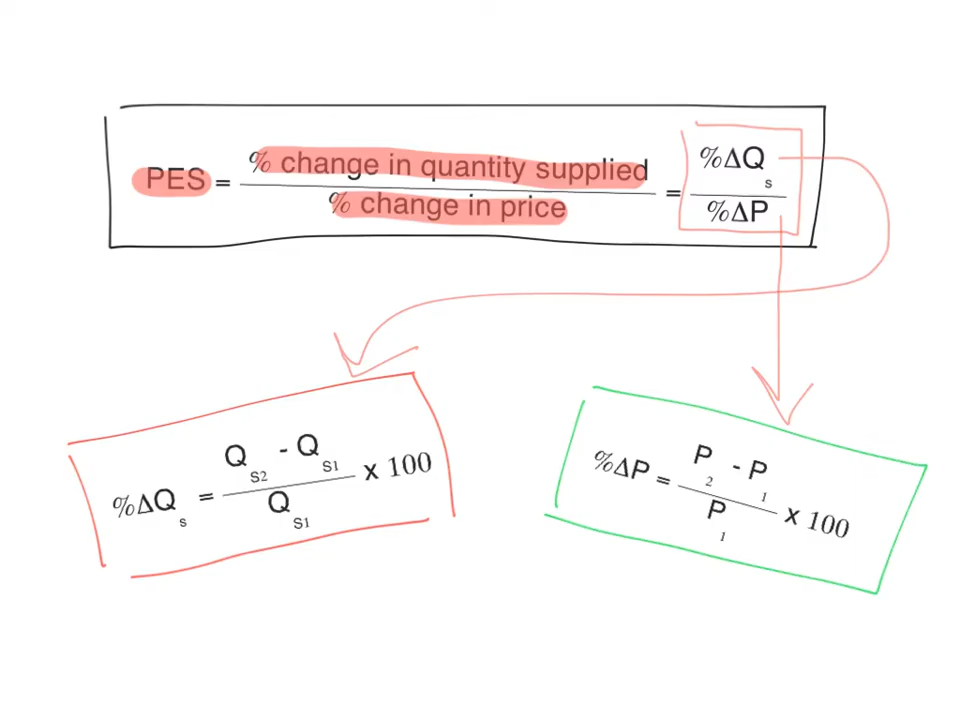 PES = % change in quantity supplied / % change in price = %ΔQs / %ΔP
%ΔQs = QS2 - QS1 / QS1 x 100
%ΔP = P2 - P1 / P1 x 100